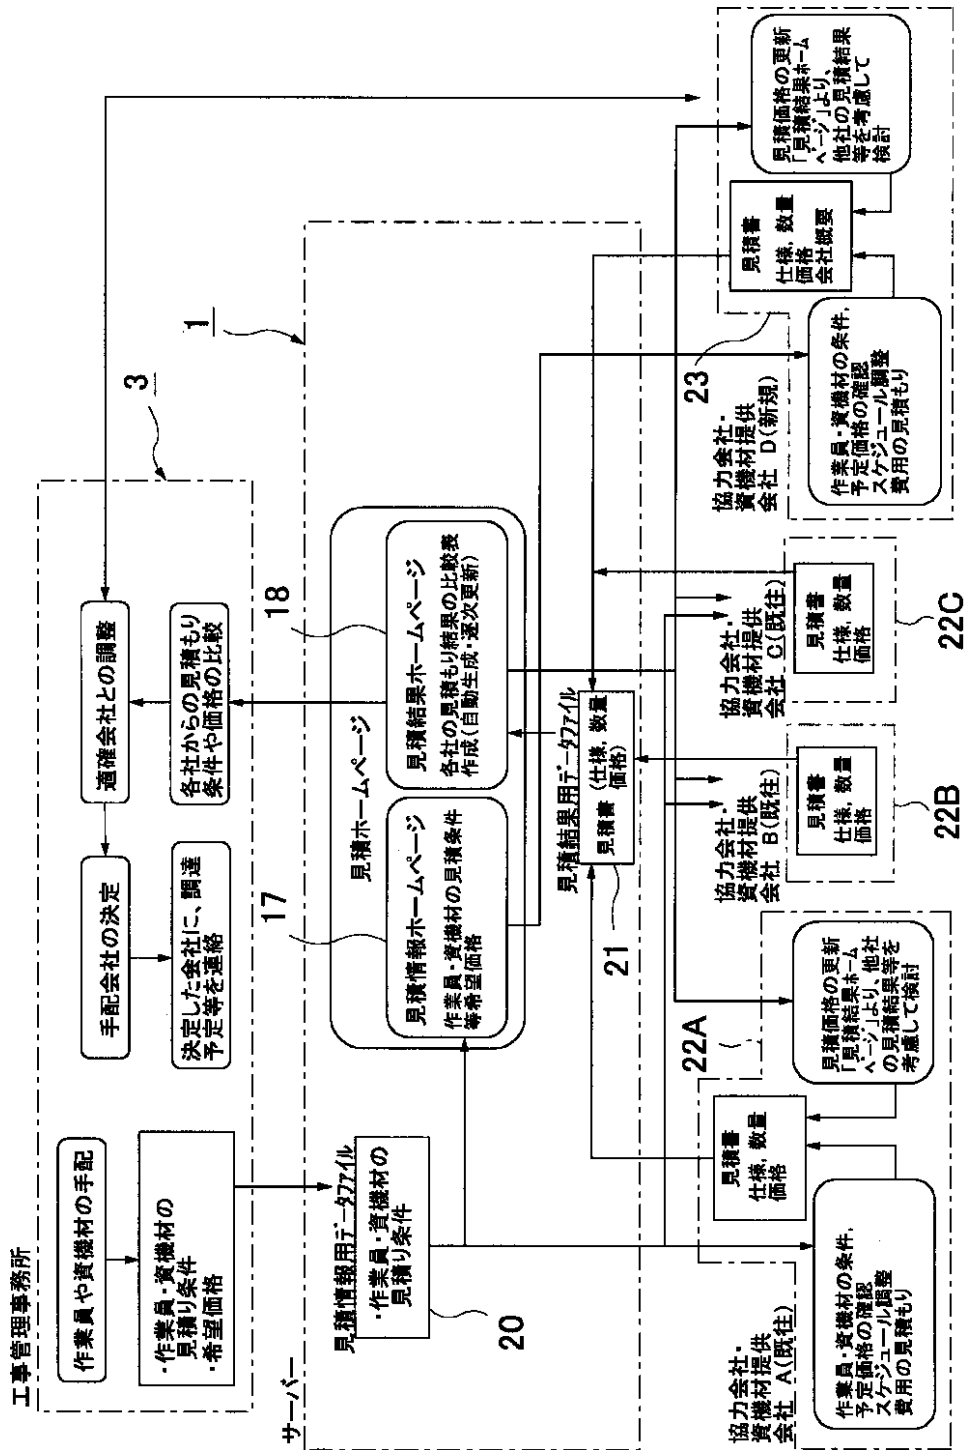 工事管理事務所
作業員や資機材の手配
・作業員・資機材の
見積り条件
・希望価格
手配会社の決定
決定した会社に、調達
予定等を連絡
適確会社との調整
各社からの見積もり
条件や価格の比較
3
サーバー
1
見積情報用データファイル
・作業員・資機材の
見積り条件
20
見積ホームページ
17
見積情報ホームページ
作業員・資機材の見積条件
等希望価格
18
見積結果ホームページ
各社の見積もり結果の比較表
作成(自動生成・逐次更新)
見積結果用データファイル
見積書 (仕様, 数量
価格)
21
協力会社・
資機材提供
会社 A(既往)
作業員・資機材の条件,
予定価格の確認
スケジュール調整
費用の見積もり
見積書
仕様, 数量
価格
22A
見積価格の更新
「見積結果ホーム
ページ」より、他社
の見積結果等を
考慮して検討
協力会社・
資機材提供
会社 B(既往)
見積書
仕様, 数量
価格
22B
協力会社・
資機材提供
会社 C(既往)
見積書
仕様, 数量
価格
22C
協力会社・
資機材提供
会社 D(新規)
23
作業員・資機材の条件,
予定価格の確認
スケジュール調整
費用の見積もり
見積書
仕様, 数量
価格
会社概要
見積価格の更新
「見積結果ホーム
ページ」より、
他社の見積結果
等を考慮して
検討